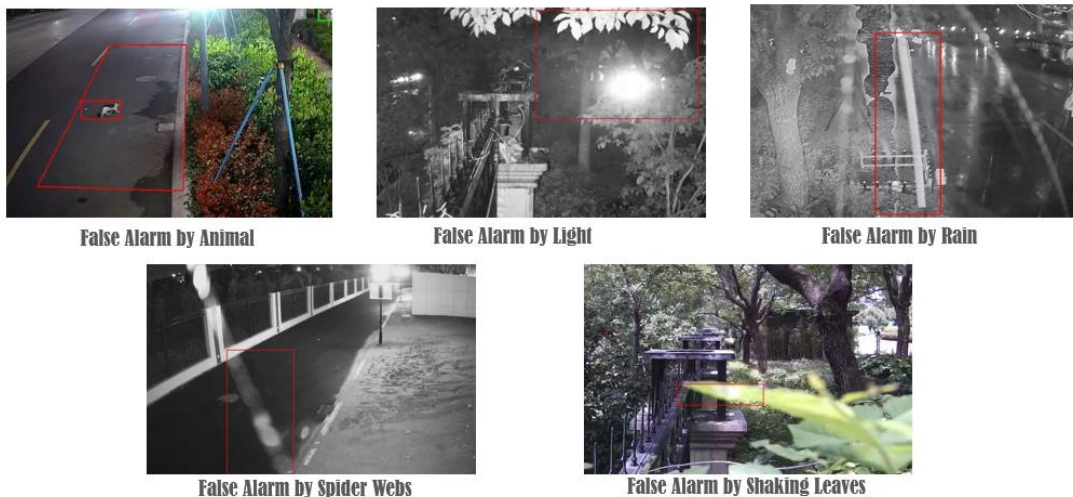 False Alarm by Animal
False Alarm by Light
False Alarm by Rain
False Alarm by Spider Webs
False Alarm by Shaking Leaves